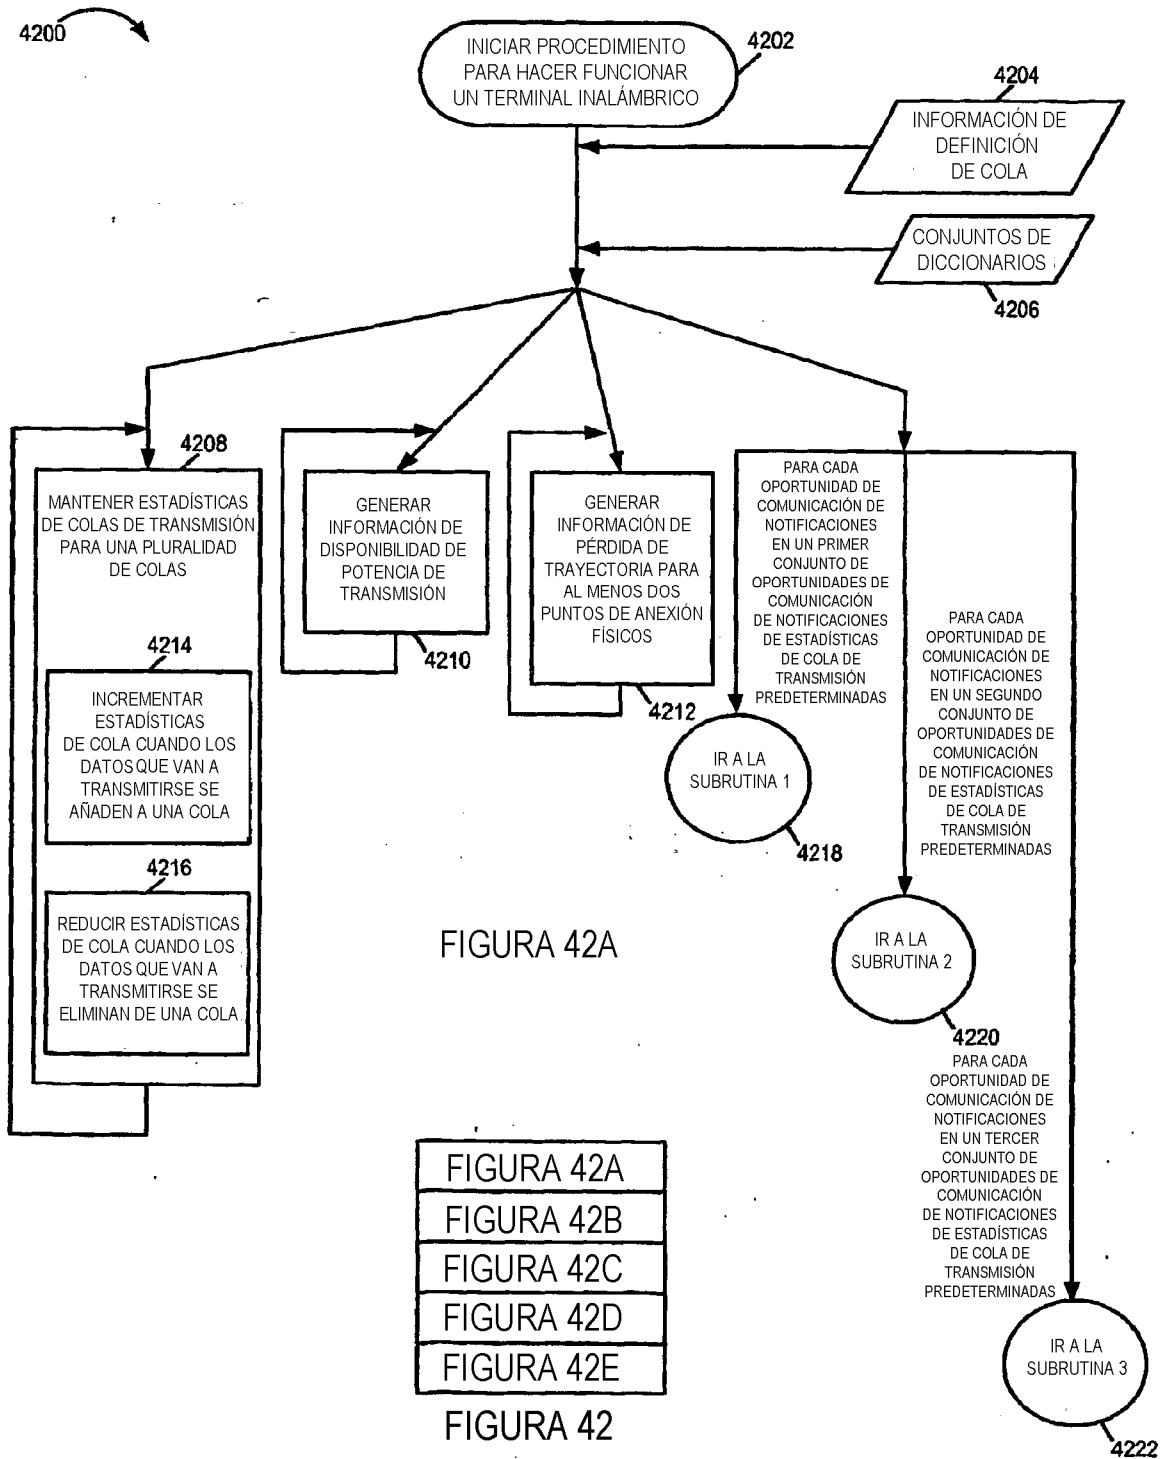 4200
INICIAR PROCEDIMIENTO
PARA HACER FUNCIONAR
UN TERMINAL INALÁMBRICO
4202
4204
INFORMACIÓN DE
DEFINICIÓN
DE COLA
CONJUNTOS DE
DICCIONARIOS
4206
4208
MANTENER ESTADÍSTICAS
DE COLAS DE TRANSMISIÓN
PARA UNA PLURALIDAD
DE COLAS
4214
INCREMENTAR
ESTADÍSTICAS
DE COLA CUANDO LOS
DATOS QUE VAN A
TRANSMITIRSE SE
AÑADEN A UNA COLA
4216
REDUCIR ESTADÍSTICAS
DE COLA CUANDO LOS
DATOS QUE VAN A
TRANSMITIRSE SE
ELIMINAN DE UNA COLA
GENERAR
INFORMACIÓN DE
DISPONIBILIDAD DE
POTENCIA DE
TRANSMISIÓN
4210
GENERAR
INFORMACIÓN DE
PÉRDIDA DE
TRAYECTORIA PARA
AL MENOS DOS
PUNTOS DE ANEXIÓN
FÍSICOS
4212
PARA CADA
OPORTUNIDAD DE
COMUNICACIÓN DE
NOTIFICACIONES
EN UN PRIMER
CONJUNTO DE
OPORTUNIDADES DE
COMUNICACIÓN
DE NOTIFICACIONES
DE ESTADÍSTICAS
DE COLA DE
TRANSMISIÓN
PREDETERMINADAS
IR A LA
SUBRUTINA 1
4218
PARA CADA
OPORTUNIDAD DE
COMUNICACIÓN DE
NOTIFICACIONES
EN UN SEGUNDO
CONJUNTO DE
OPORTUNIDADES DE
COMUNICACIÓN
DE NOTIFICACIONES
DE ESTADÍSTICAS
DE COLA DE
TRANSMISIÓN
PREDETERMINADAS
IR A LA
SUBRUTINA 2
4220
PARA CADA
OPORTUNIDAD DE
COMUNICACIÓN DE
NOTIFICACIONES
EN UN TERCER
CONJUNTO DE
OPORTUNIDADES DE
COMUNICACIÓN
DE NOTIFICACIONES
DE ESTADÍSTICAS
DE COLA DE
TRANSMISIÓN
PREDETERMINADAS
IR A LA
SUBRUTINA 3
4222
FIGURA 42A
FIGURA 42A
FIGURA 42B
FIGURA 42C
FIGURA 42D
FIGURA 42E
FIGURA 42